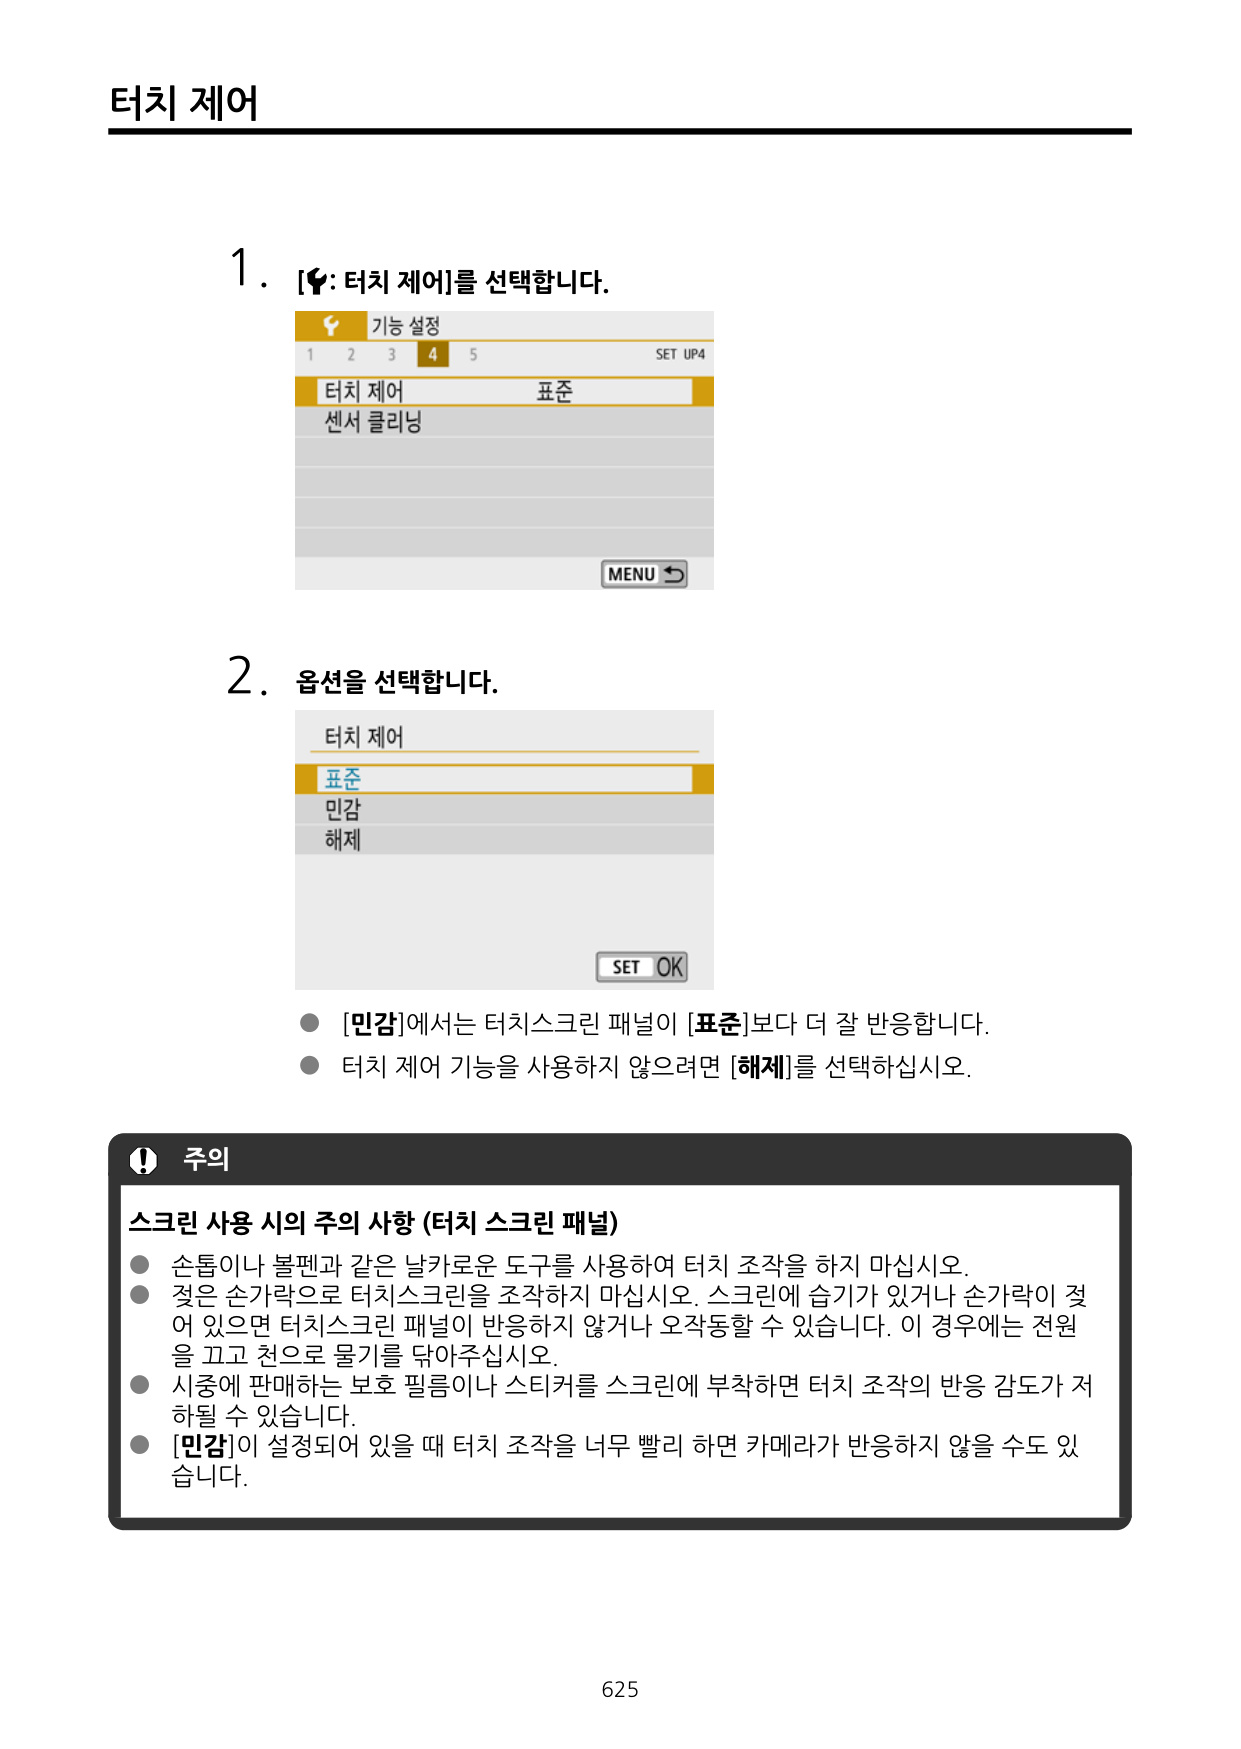 터치 제어
1. [: 터치 제어]를 선택합니다.
기능 설정
1 2 3 4 5 SET UP4
터치 제어 표준
센서 클리닝
MENU
2. 옵션을 선택합니다.
터치 제어
표준
민감
해제
SET OK
● [민감]에서는 터치스크린 패널이 [표준]보다 더 잘 반응합니다.
● 터치 제어 기능을 사용하지 않으려면 [해제]를 선택하십시오.
주의
스크린 사용 시의 주의 사항 (터치 스크린 패널)
● 손톱이나 볼펜과 같은 날카로운 도구를 사용하여 터치 조작을 하지 마십시오.
● 젖은 손가락으로 터치스크린을 조작하지 마십시오. 스크린에 습기가 있거나 손가락이 젖
어 있으면 터치스크린 패널이 반응하지 않거나 오작동할 수 있습니다. 이 경우에는 전원
을 끄고 천으로 물기를 닦아주십시오.
● 시중에 판매하는 보호 필름이나 스티커를 스크린에 부착하면 터치 조작의 반응 감도가 저
하될 수 있습니다.
● [민감]이 설정되어 있을 때 터치 조작을 너무 빨리 하면 카메라가 반응하지 않을 수도 있
습니다.
625